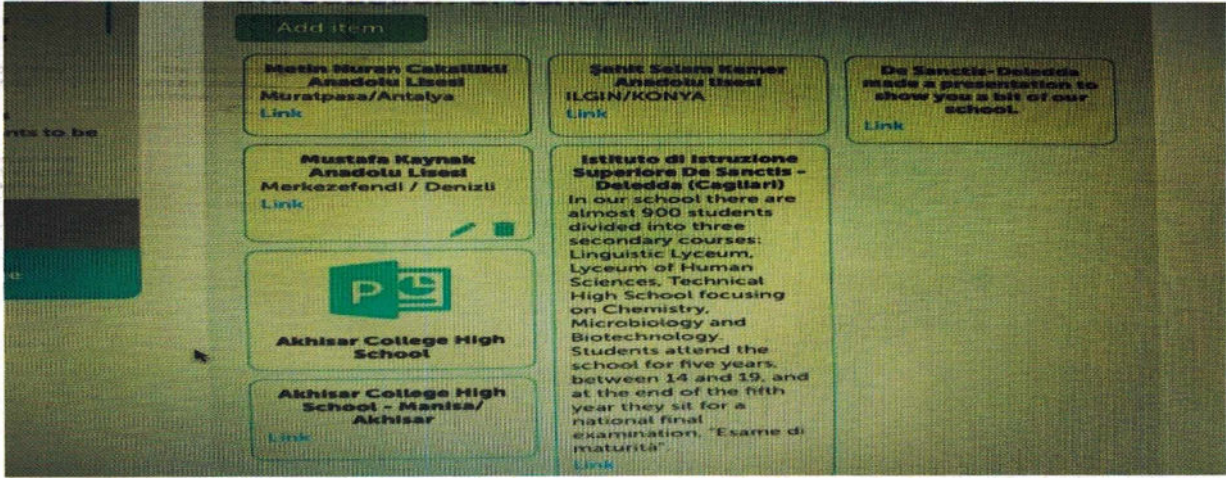 Add item
Metin Nuran Cakallikli
Anadolu Lisesi
Muratpasa/Antalya
Link
Şehit Selam Kemer
Anadolu lisesi
ILGIN/KONYA
Link
De Sanctis-Deledda
made a presentation to
show you a bit of our
school.
Link
nts to be
Mustafa Kaynak
Anadolu Lisesi
Merkezefendi / Denizli
Link
Istituto di Istruzione
Superiore De Sanctis -
Deledda (Cagliari)
In our school there are
almost 900 students
divided into three
secondary courses:
Linguistic Lyceum,
Lyceum of Human
Sciences, Technical
High School focusing
on Chemistry,
Microbiology and
Biotechnology.
Students attend the
school for five years,
between 14 and 19, and
at the end of the fifth
year they sit for a
national final
examination, "Esame di
maturità".
Link
P
Akhisar College High
School
Akhisar College High
School - Manisa/
Akhisar
Link